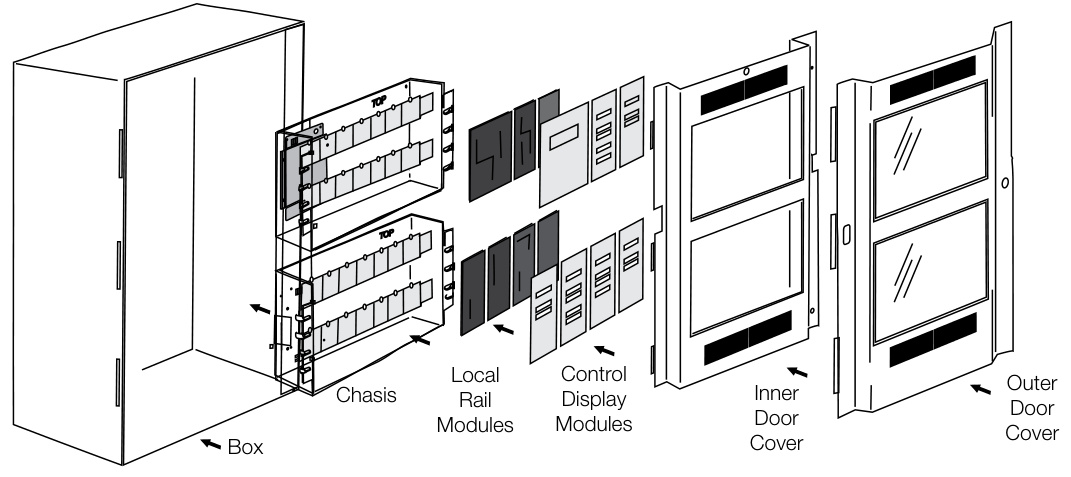 TOP
TOP
Chasis
Box
Local
Rail
Modules
Control
Display
Modules
Inner
Door
Cover
Outer
Door
Cover